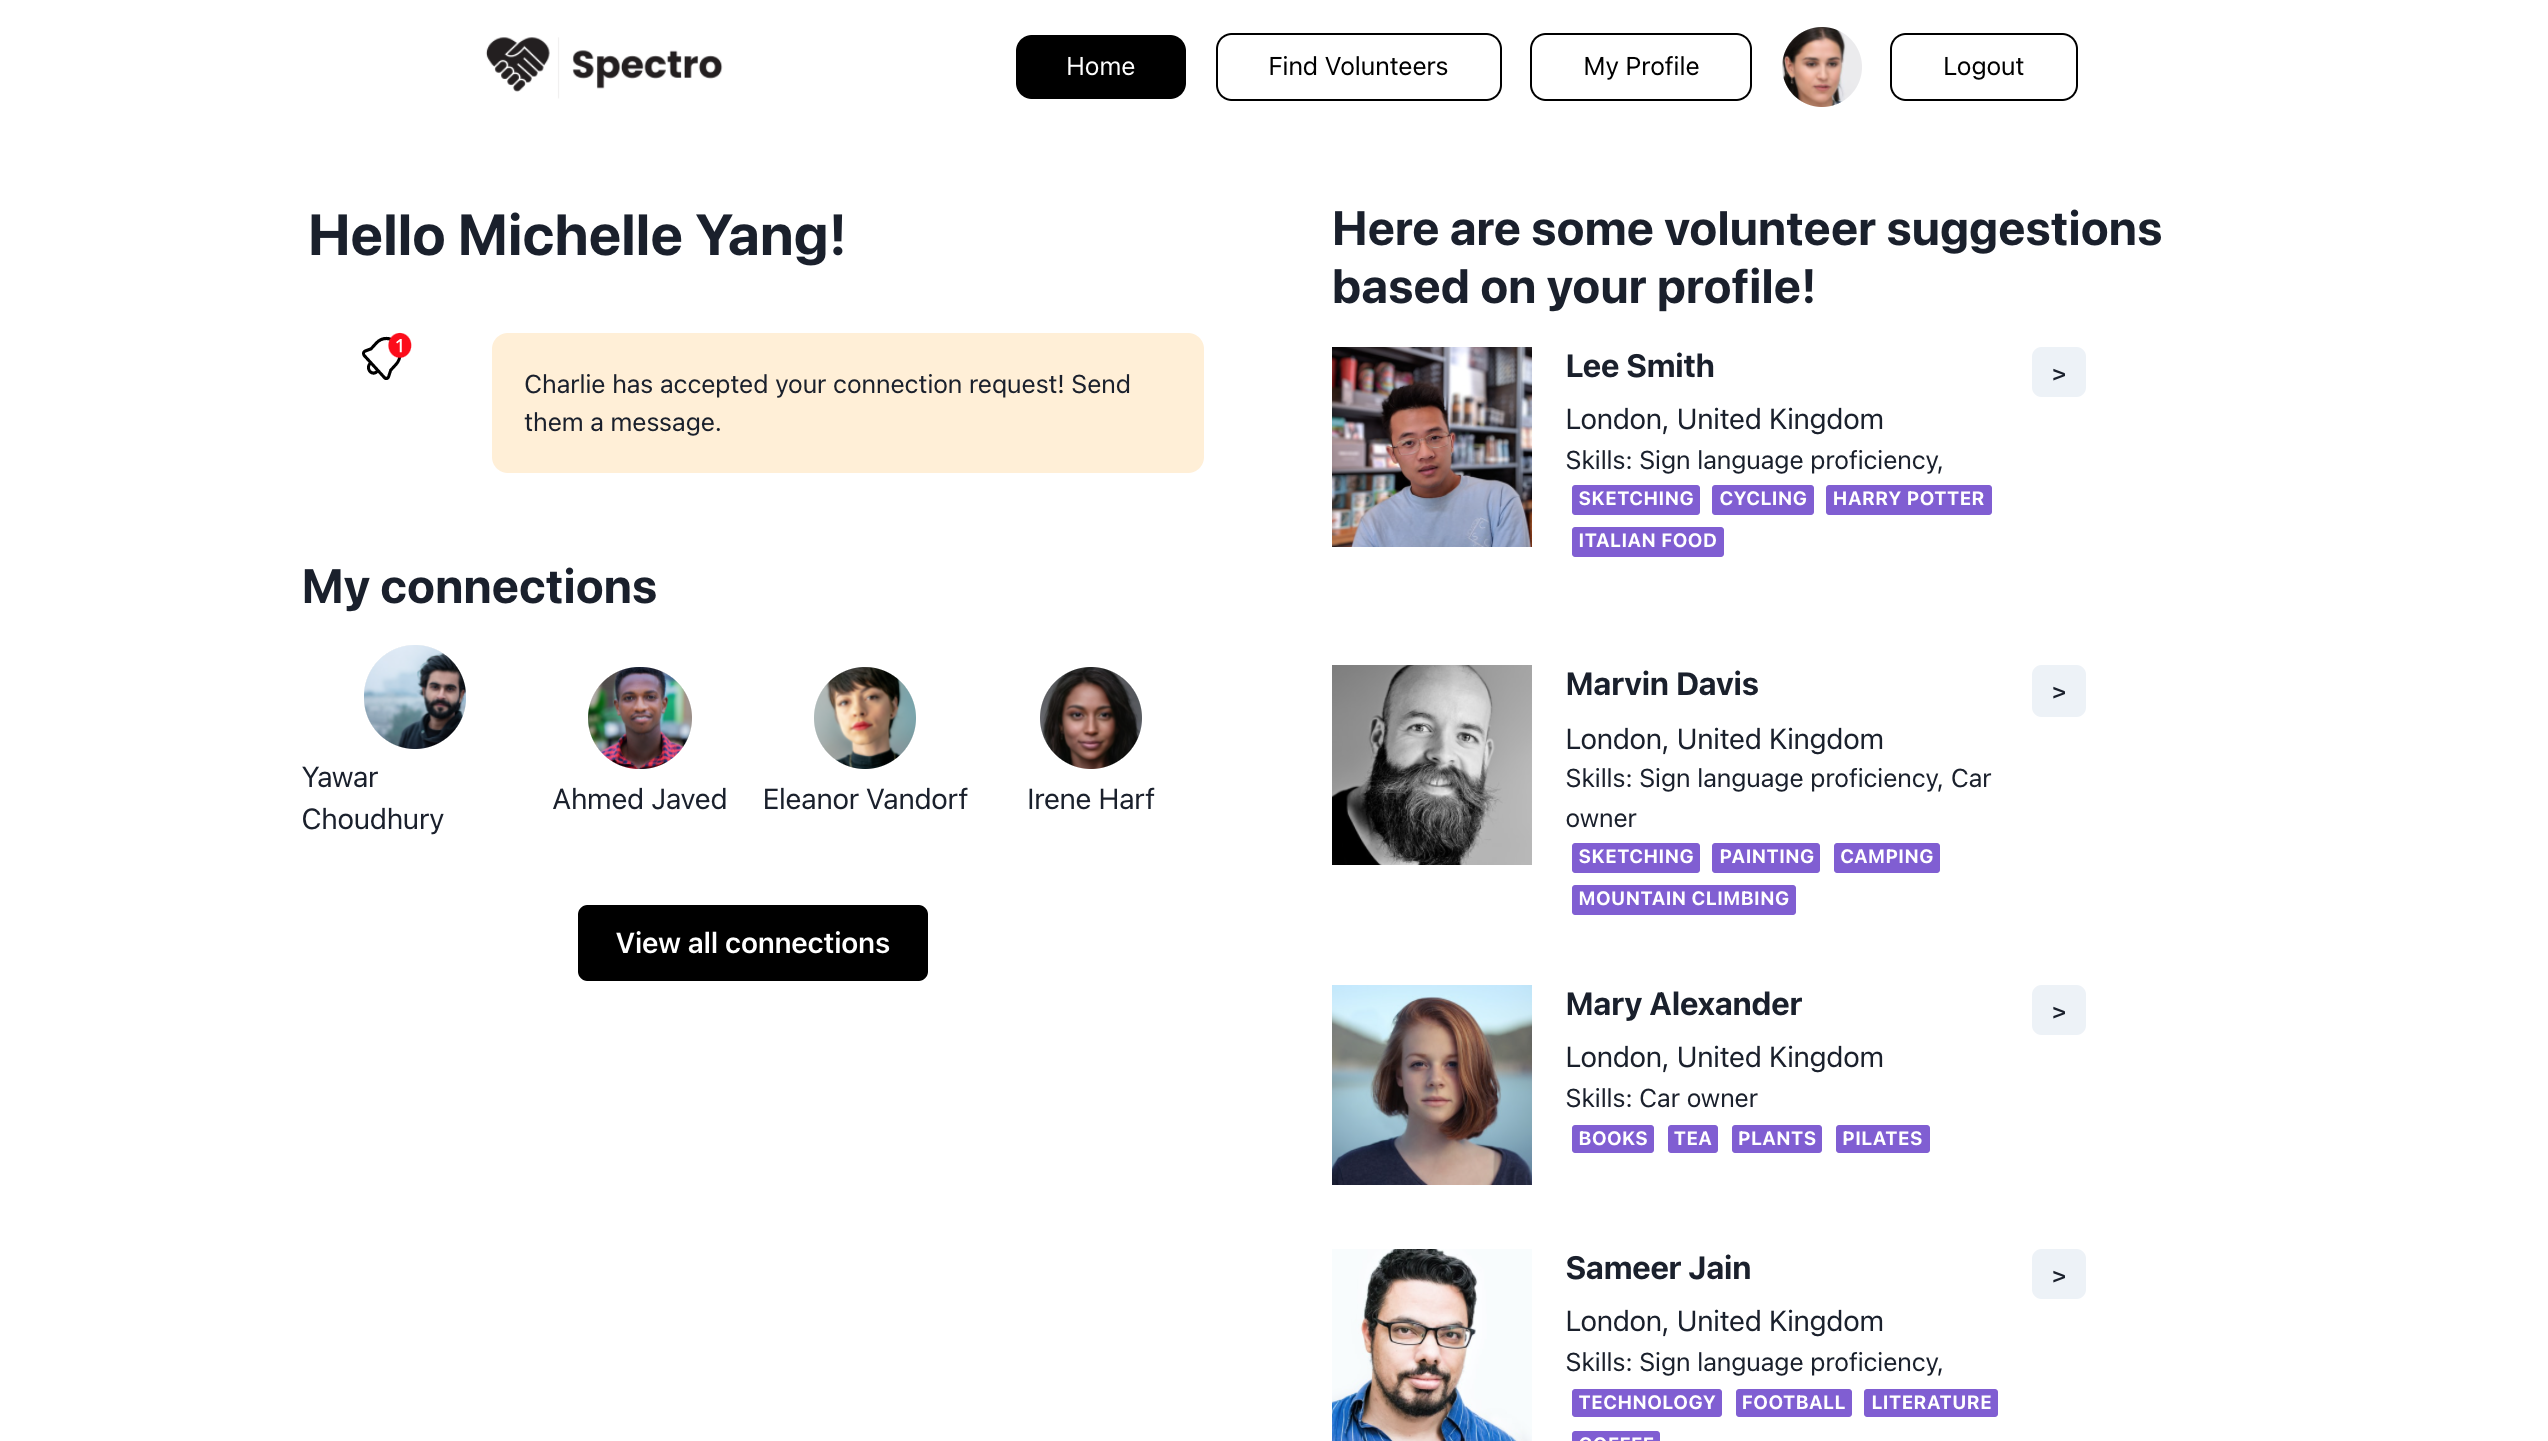 Spectro
Home
Find Volunteers
My Profile
Logout
Hello Michelle Yang!
1
Charlie has accepted your connection request! Send
them a message.
My connections
Yawar
Choudhury
Ahmed Javed
Eleanor Vandorf
Irene Harf
View all connections
Here are some volunteer suggestions
based on your profile!
Lee Smith
>
London, United Kingdom
Skills: Sign language proficiency,
SKETCHING CYCLING HARRY POTTER
ITALIAN FOOD
Marvin Davis
>
London, United Kingdom
Skills: Sign language proficiency, Car
owner
SKETCHING PAINTING CAMPING
MOUNTAIN CLIMBING
Mary Alexander
>
London, United Kingdom
Skills: Car owner
BOOKS TEA PLANTS PILATES
Sameer Jain
>
London, United Kingdom
Skills: Sign language proficiency,
TECHNOLOGY FOOTBALL LITERATURE